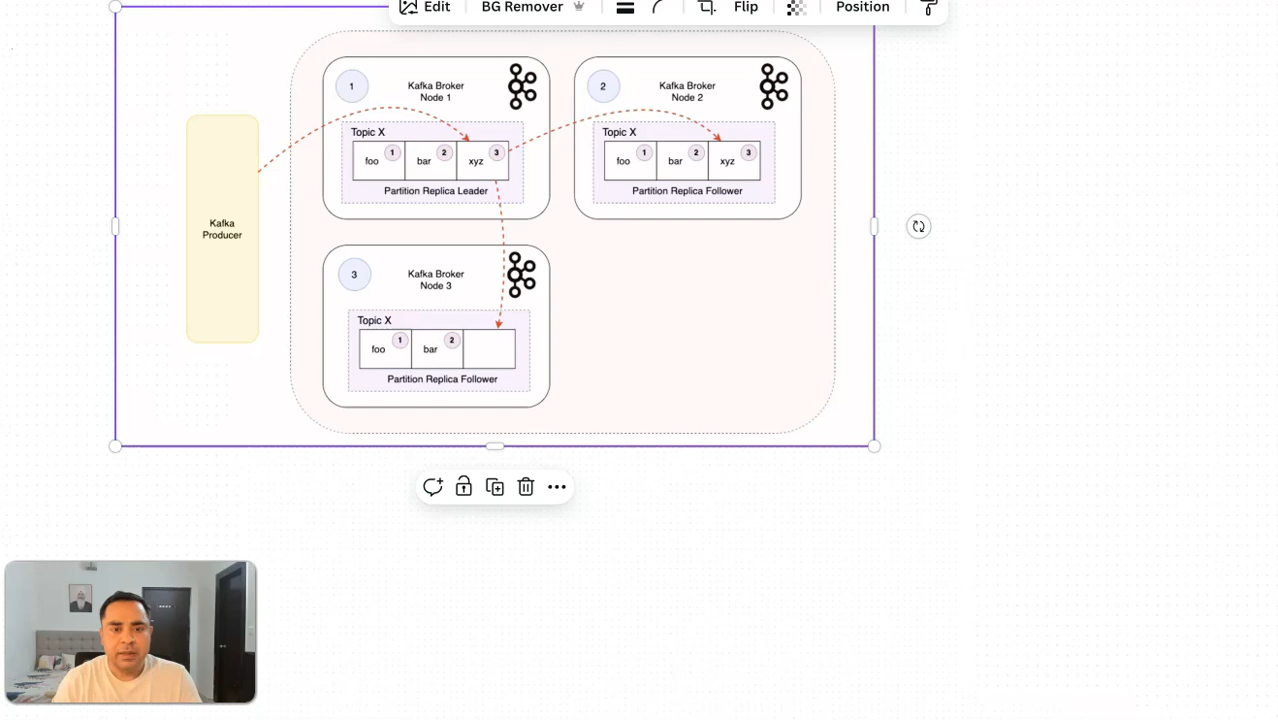 Edit
BG Remover
Flip
Position
1
Kafka Broker
Node 1
Topic X
foo
1
bar
2
xyz
3
Partition Replica Leader
2
Kafka Broker
Node 2
Topic X
foo
1
bar
2
xyz
3
Partition Replica Follower
Kafka
Producer
3
Kafka Broker
Node 3
Topic X
foo
1
bar
2
Partition Replica Follower